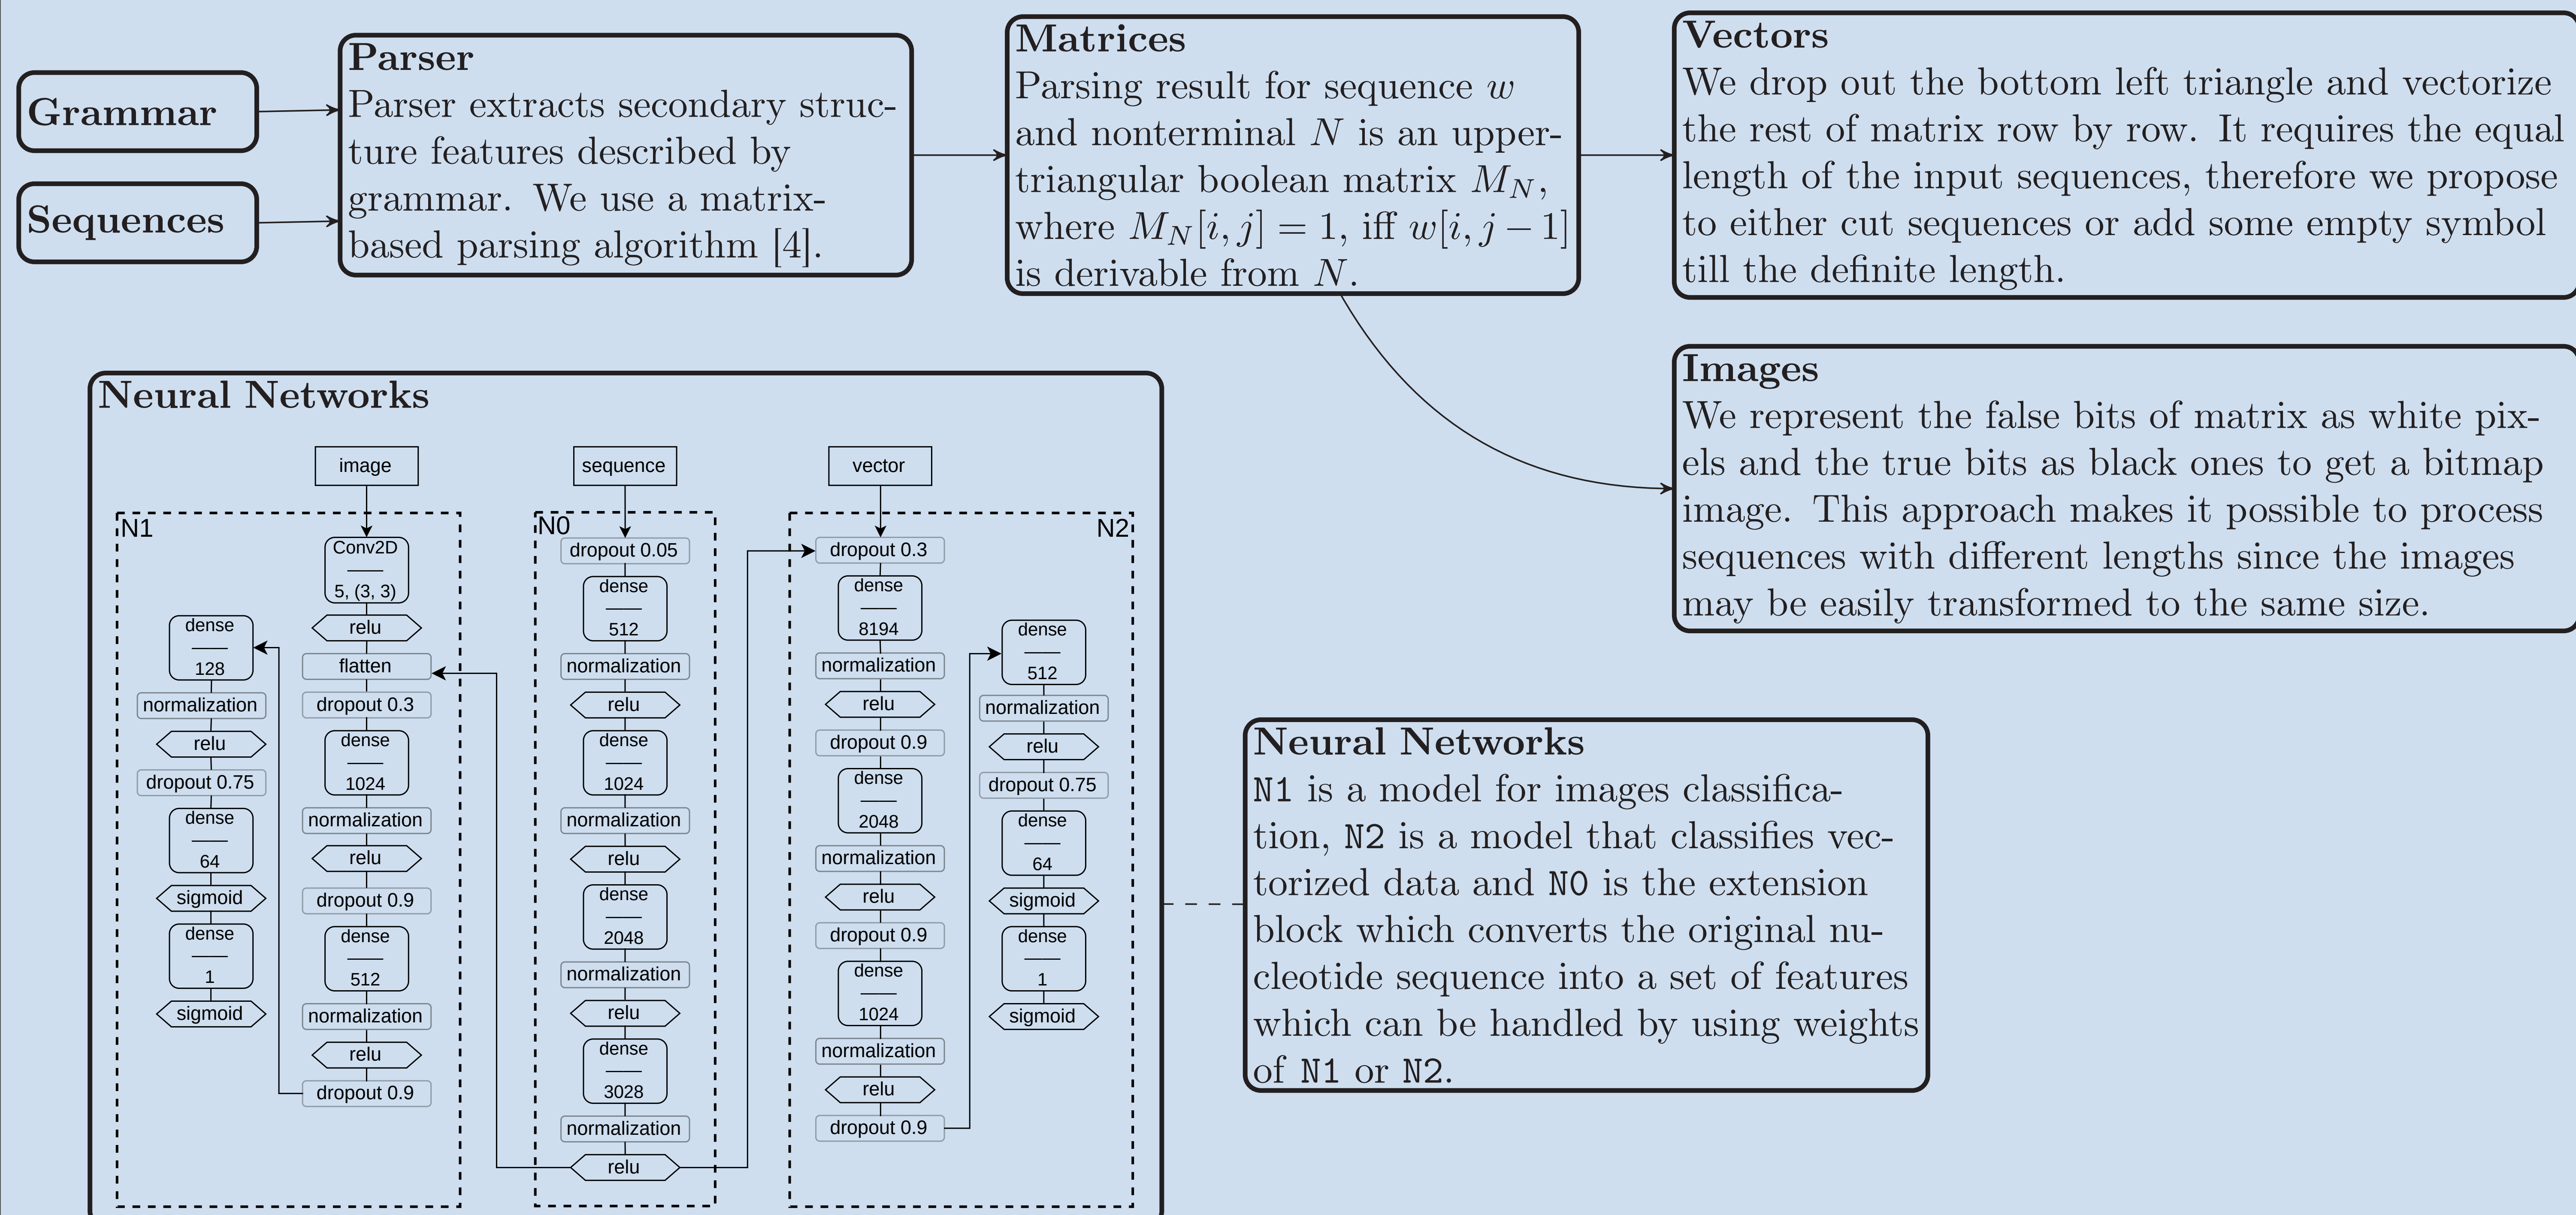 Grammar
Sequences
Parser
Parser extracts secondary struc-
ture features described by
grammar. We use a matrix-
based parsing algorithm [4].
Matrices
Parsing result for sequence w
and nonterminal N is an upper-
triangular boolean matrix M_N,
where M_N[i, j] = 1, iff w[i, j − 1]
is derivable from N.
Vectors
We drop out the bottom left triangle and vectorize
the rest of matrix row by row. It requires the equal
length of the input sequences, therefore we propose
to either cut sequences or add some empty symbol
till the definite length.
Images
We represent the false bits of matrix as white pix-
els and the true bits as black ones to get a bitmap
image. This approach makes it possible to process
sequences with different lengths since the images
may be easily transformed to the same size.
Neural Networks
image
N1
Conv2D
5, (3, 3)
relu
flatten
dropout 0.3
dense
1024
normalization
relu
dropout 0.9
dense
512
normalization
relu
dropout 0.9
dense
128
normalization
relu
dropout 0.75
dense
64
sigmoid
dense
1
sigmoid
sequence
N0
dropout 0.05
dense
512
normalization
relu
dense
1024
normalization
relu
dense
2048
normalization
relu
dense
3028
normalization
relu
vector
N2
dropout 0.3
dense
8194
normalization
relu
dropout 0.9
dense
2048
normalization
relu
dropout 0.9
dense
1024
normalization
relu
dropout 0.9
dense
512
normalization
relu
dropout 0.75
dense
64
sigmoid
dense
1
sigmoid
Neural Networks
N1 is a model for images classifica-
tion, N2 is a model that classifies vec-
torized data and N0 is the extension
block which converts the original nu-
cleotide sequence into a set of features
which can be handled by using weights
of N1 or N2.